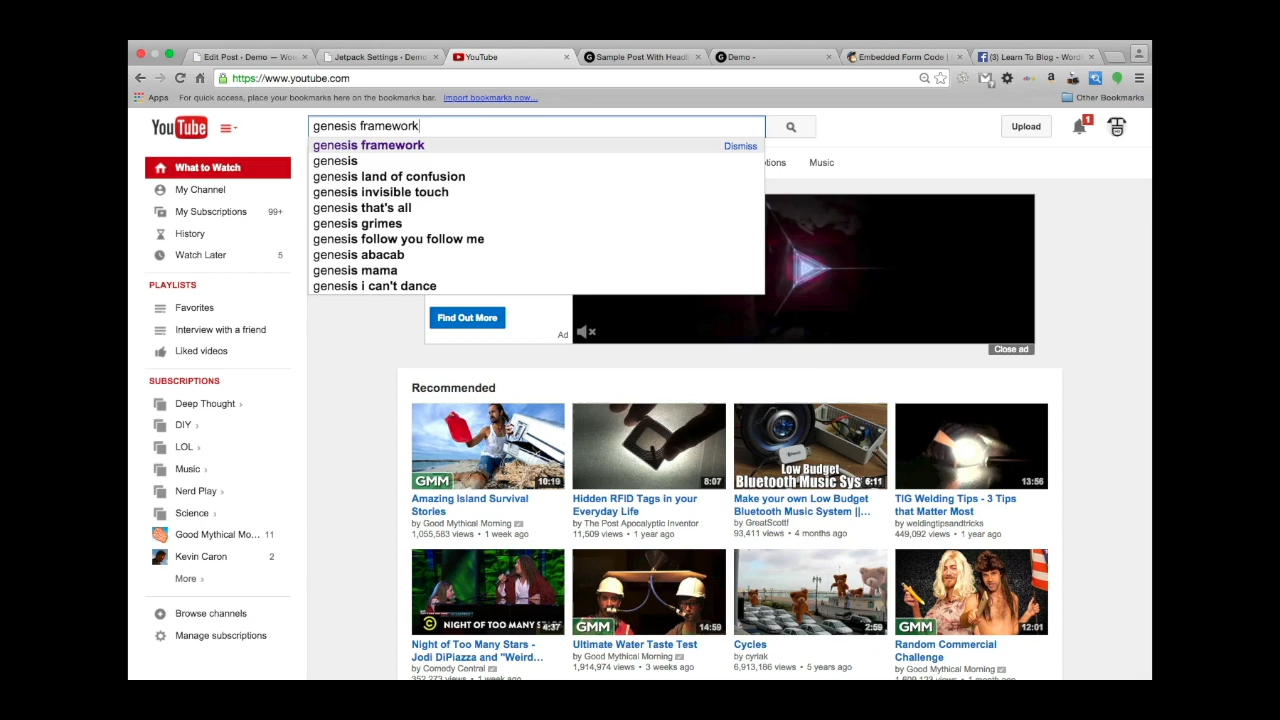 Edit Post ‹ Demo — Wor
Jetpack Settings ‹ Demo
YouTube
Sample Post With Headl
Demo -
Embedded Form Code |
(3) Learn To Blog - Word
https://www.youtube.com
Apps
For quick access, place your bookmarks here on the bookmarks bar.
Import bookmarks now...
Other Bookmarks
YouTube
genesis framework
Upload
1
genesis framework
Dismiss
genesis
genesis land of confusion
genesis invisible touch
genesis that's all
genesis grimes
genesis follow you follow me
genesis abacab
genesis mama
genesis i can't dance
Music
What to Watch
My Channel
My Subscriptions 99+
History
Watch Later 5
PLAYLISTS
Favorites
Interview with a friend
Liked videos
SUBSCRIPTIONS
Deep Thought ›
DIY ›
LOL ›
Music ›
Nerd Play ›
Science ›
Good Mythical Mo... 11
Kevin Caron 2
More ›
Browse channels
Manage subscriptions
Find Out More
Ad
Close ad
Recommended
GMM
10:19
Amazing Island Survival
Stories
by Good Mythical Morning
1,055,583 views • 1 week ago
8:07
Hidden RFID Tags in your
Everyday Life
by The Post Apocalyptic Inventor
11,509 views • 1 year ago
Low Budget
Bluetooth Music Sys
6:11
Make your own Low Budget
Bluetooth Music System ||...
by GreatScott!
93,411 views • 4 months ago
13:56
TIG Welding Tips - 3 Tips
that Matter Most
by weldingtipsandtricks
449,092 views • 1 year ago
NIGHT OF TOO MANY S
4:37
Night of Too Many Stars -
Jodi DiPiazza and "Weird...
by Comedy Central
352,273 views • 1 week ago
GMM
14:59
Ultimate Water Taste Test
by Good Mythical Morning
1,914,974 views • 3 weeks ago
2:59
Cycles
by cyriak
6,913,186 views • 5 years ago
GMM
12:01
Random Commercial
Challenge
by Good Mythical Morning